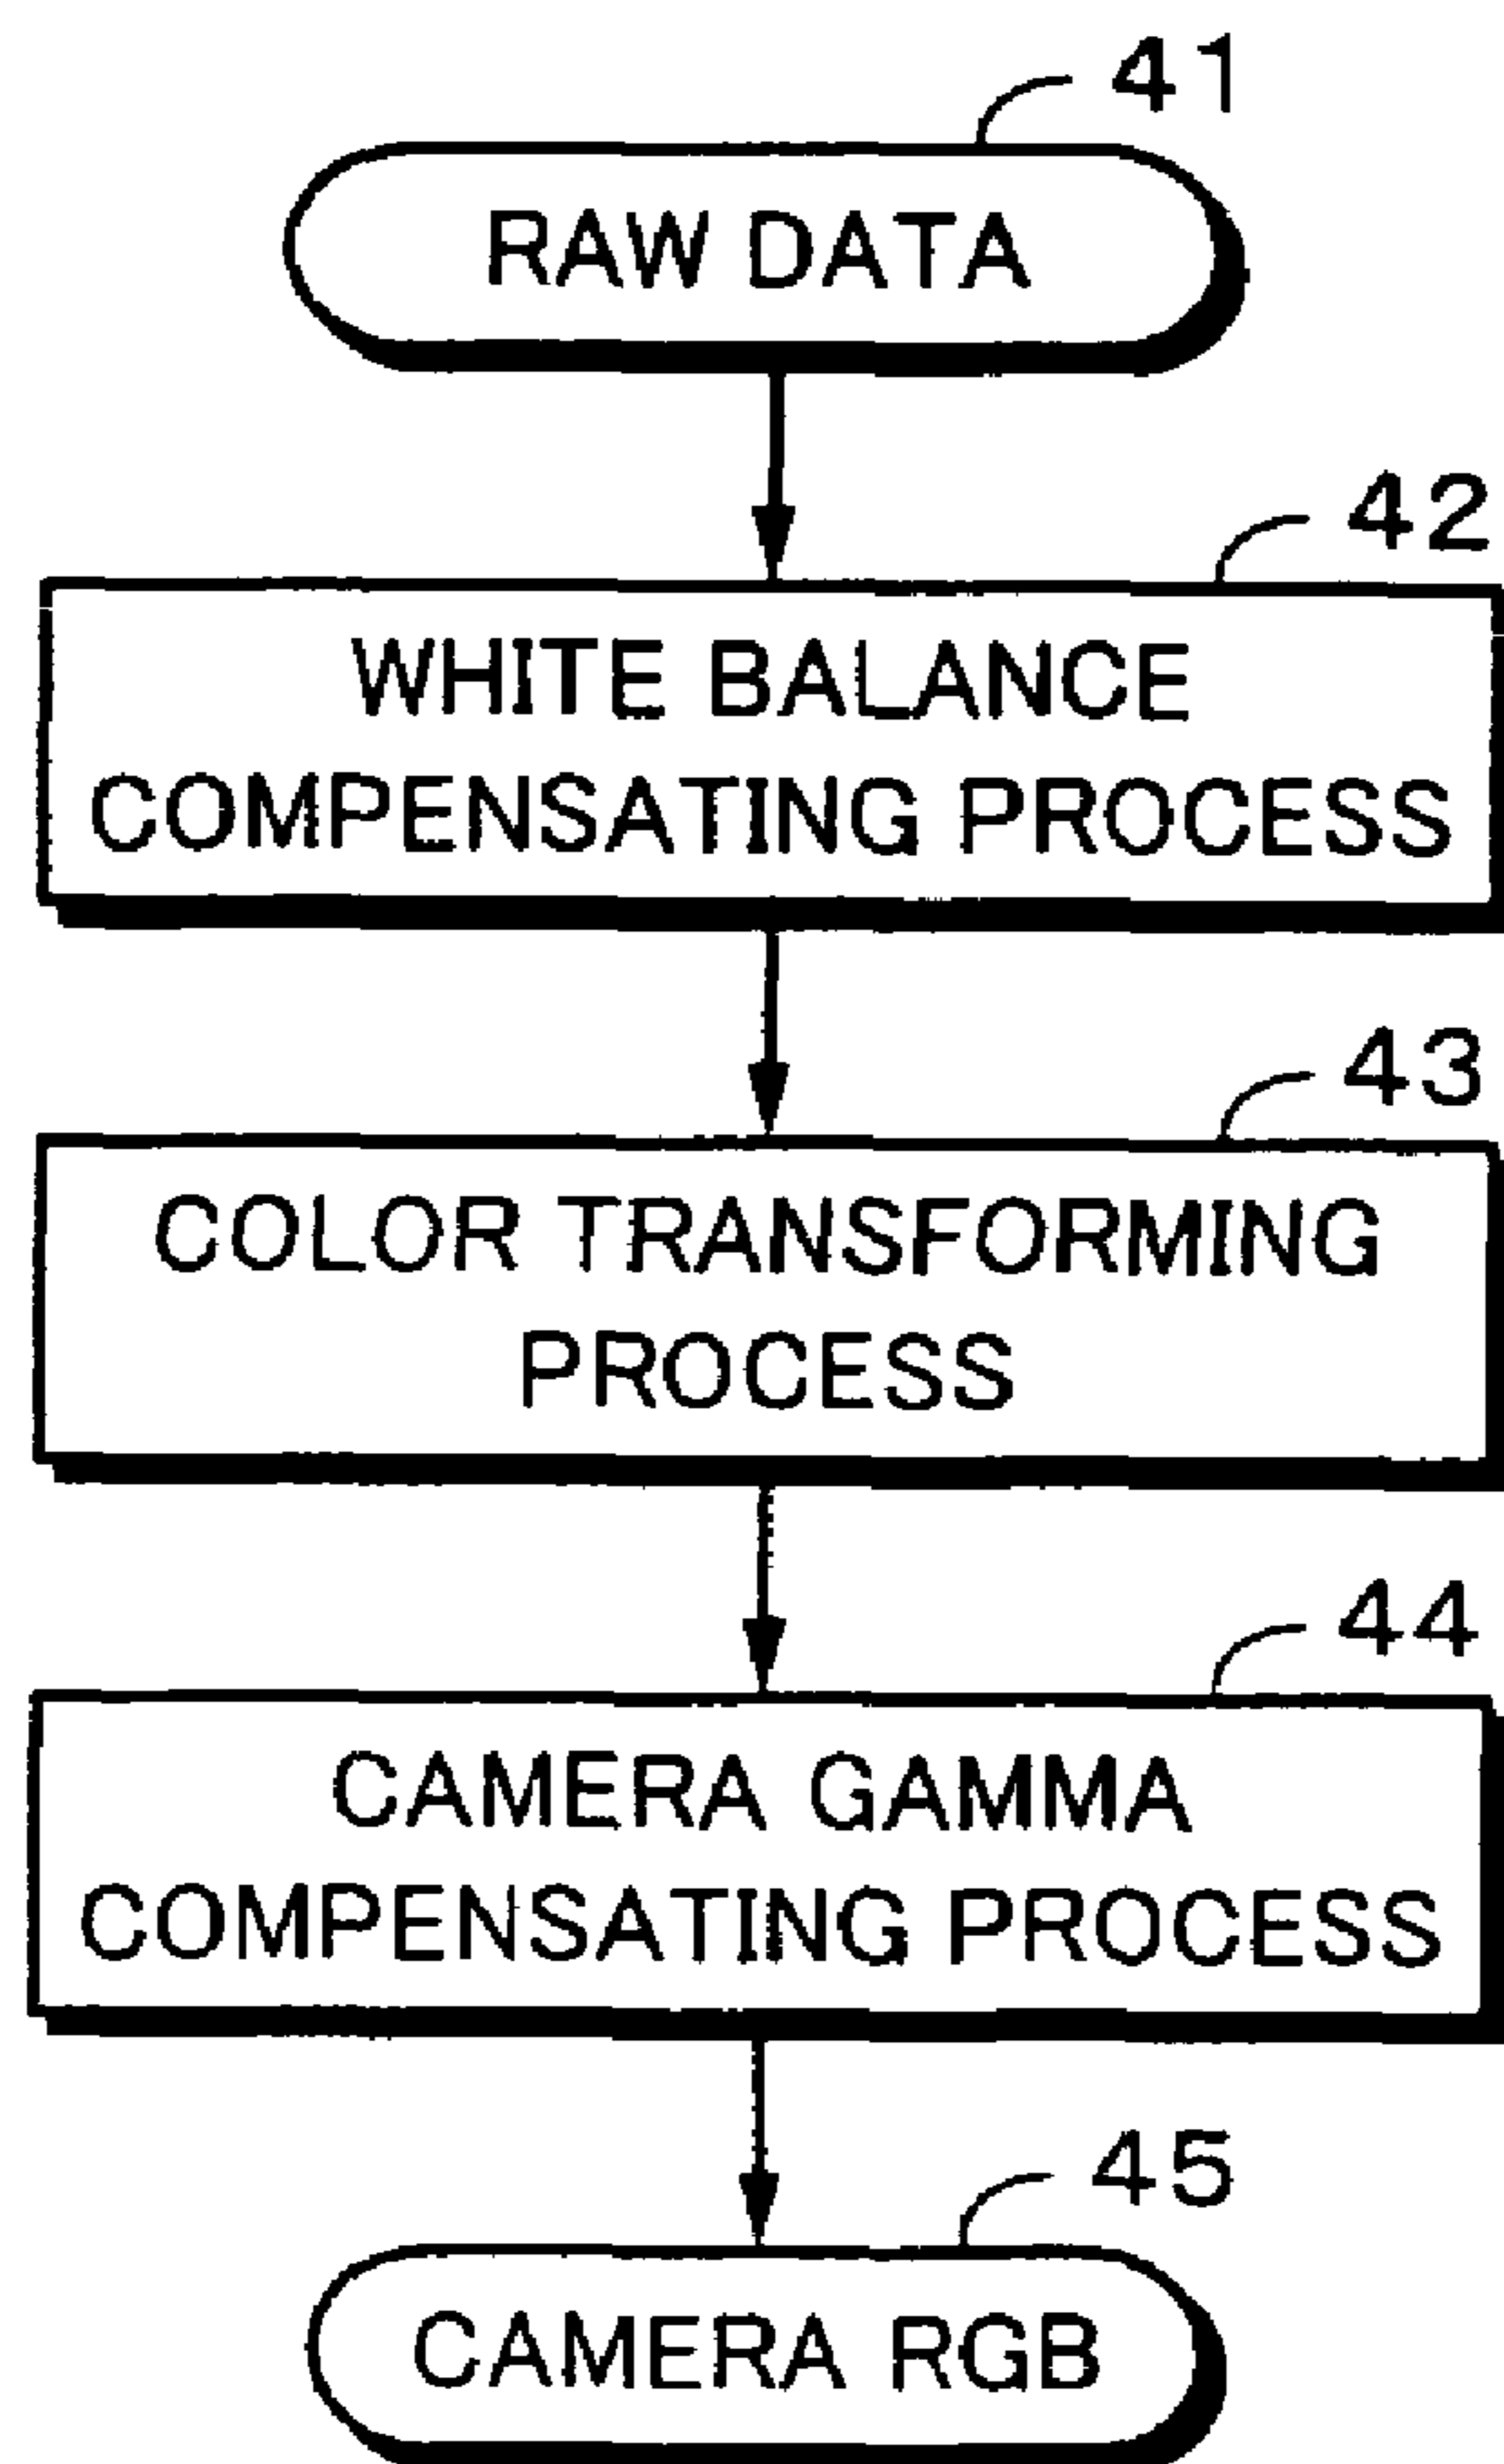 41
RAW DATA
42
WHITE BALANCE
COMPENSATING PROCESS
43
COLOR TRANSFORMING
PROCESS
44
CAMERA GAMMA
COMPENSATING PROCESS
45
CAMERA RGB